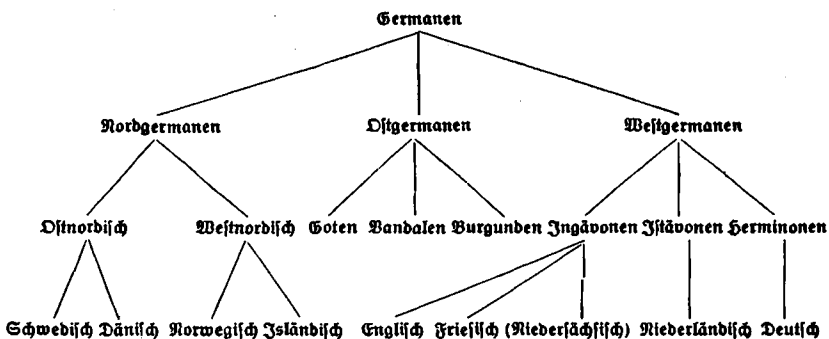 Germanen
Nordgermanen Ostgermanen Westgermanen
Ostnordisch Westnordisch Goten Vandalen Burgunden Ingävonen Istävonen Herminonen
Schwedisch Dänisch Norwegisch Isländisch Englisch Friesisch (Niedersächsisch) Niederländisch Deutsch